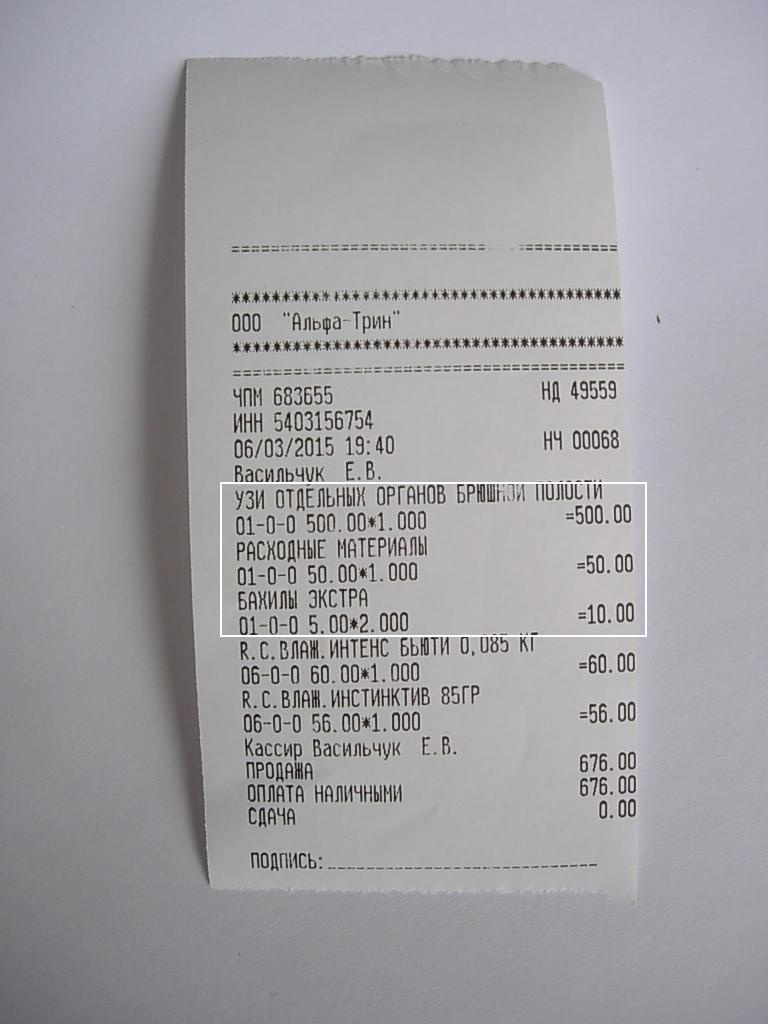 ==================================
***************************************
ООО "Альфа-Трин"
***************************************
==================================
ЧПМ 683655 НД 49559
ИНН 5403156754
06/03/2015 19:40 НЧ 00068
Васильчук Е.В.
УЗИ ОТДЕЛЬНЫХ ОРГАНОВ БРЮШНОЙ ПОЛОСТИ
01-0-0 500.00*1.000 =500.00
РАСХОДНЫЕ МАТЕРИАЛЫ
01-0-0 50.00*1.000 =50.00
БАХИЛЫ ЭКСТРА
01-0-0 5.00*2.000 =10.00
R.C.ВЛАЖ.ИНТЕНС БЬЮТИ 0,085 КГ
06-0-0 60.00*1.000 =60.00
R.C.ВЛАЖ.ИНСТИНКТИВ 85ГР
06-0-0 56.00*1.000 =56.00
Кассир Васильчук Е.В.
ПРОДАЖА 676.00
ОПЛАТА НАЛИЧНЫМИ 676.00
СДАЧА 0.00
ПОДПИСЬ:___________________________